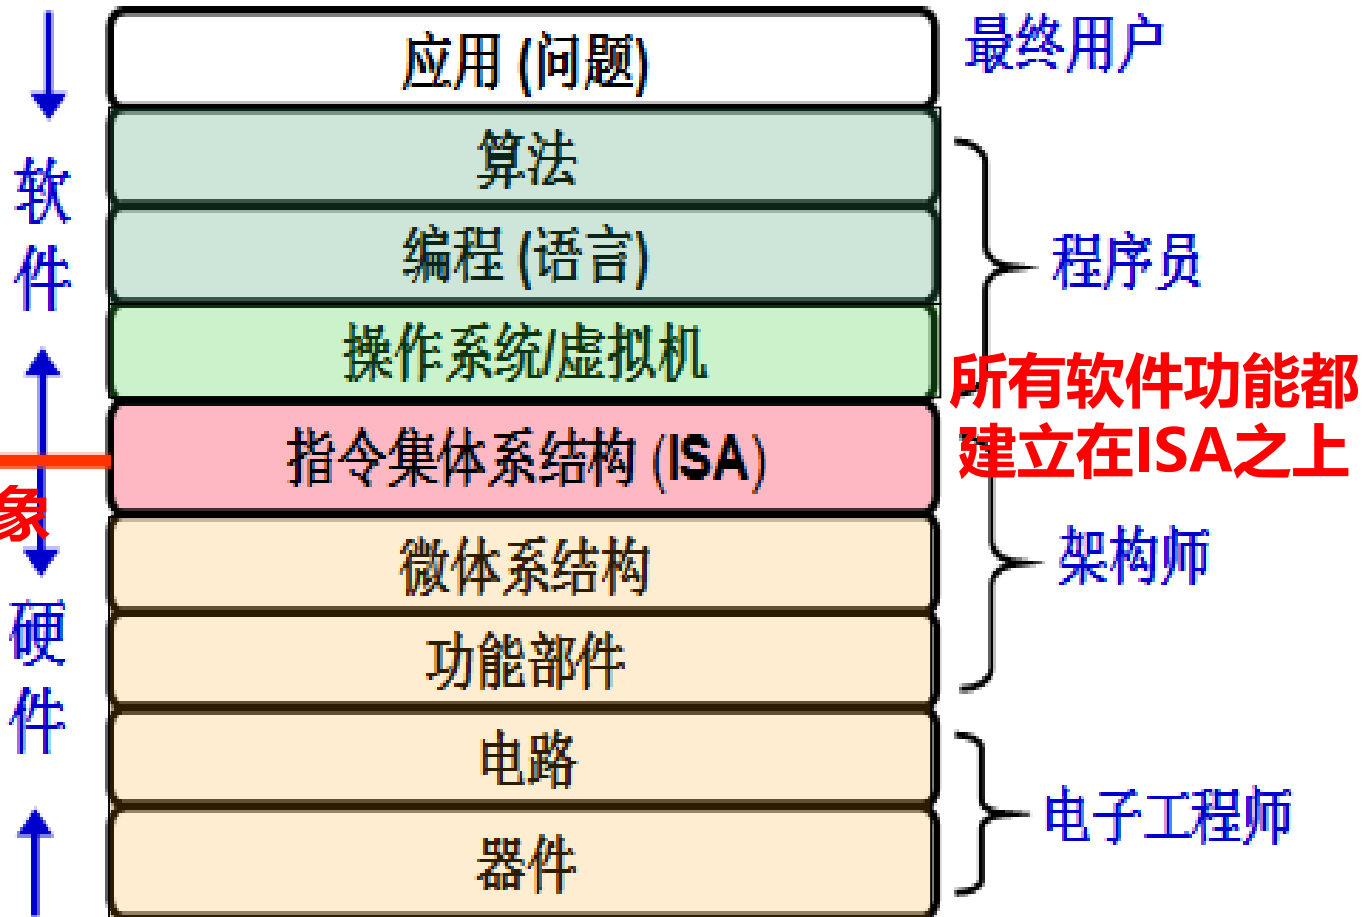 应用 (问题)
最终用户
算法
软件
编程 (语言)
程序员
操作系统/虚拟机
所有软件功能都
建立在ISA之上
指令集体系结构 (ISA)
象
微体系结构
架构师
硬件
功能部件
电路
电子工程师
器件